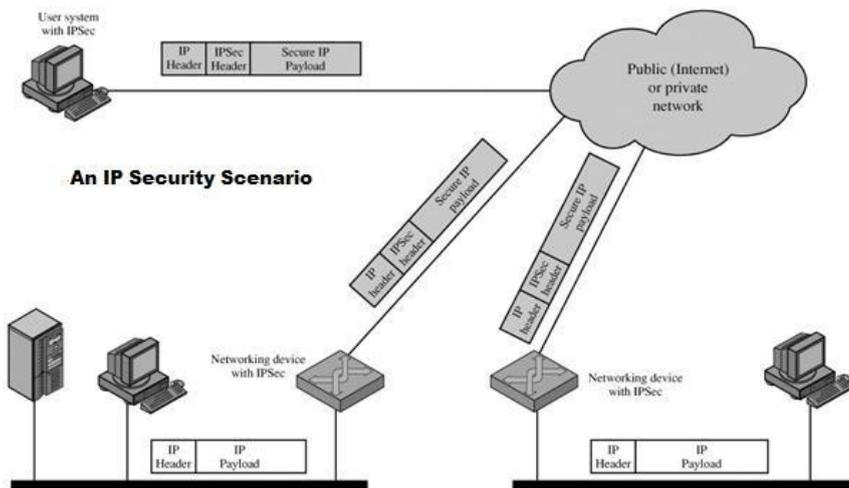 User system
with IPSec
IP
Header
IPSec
Header
Secure IP
Payload
Public (Internet)
or private
network
An IP Security Scenario
IP
header
IPSec
header
Secure IP
payload
IP
header
IPSec
header
Secure IP
payload
Networking device
with IPSec
Networking device
with IPSec
IP
Header
IP
Payload
IP
Header
IP
Payload